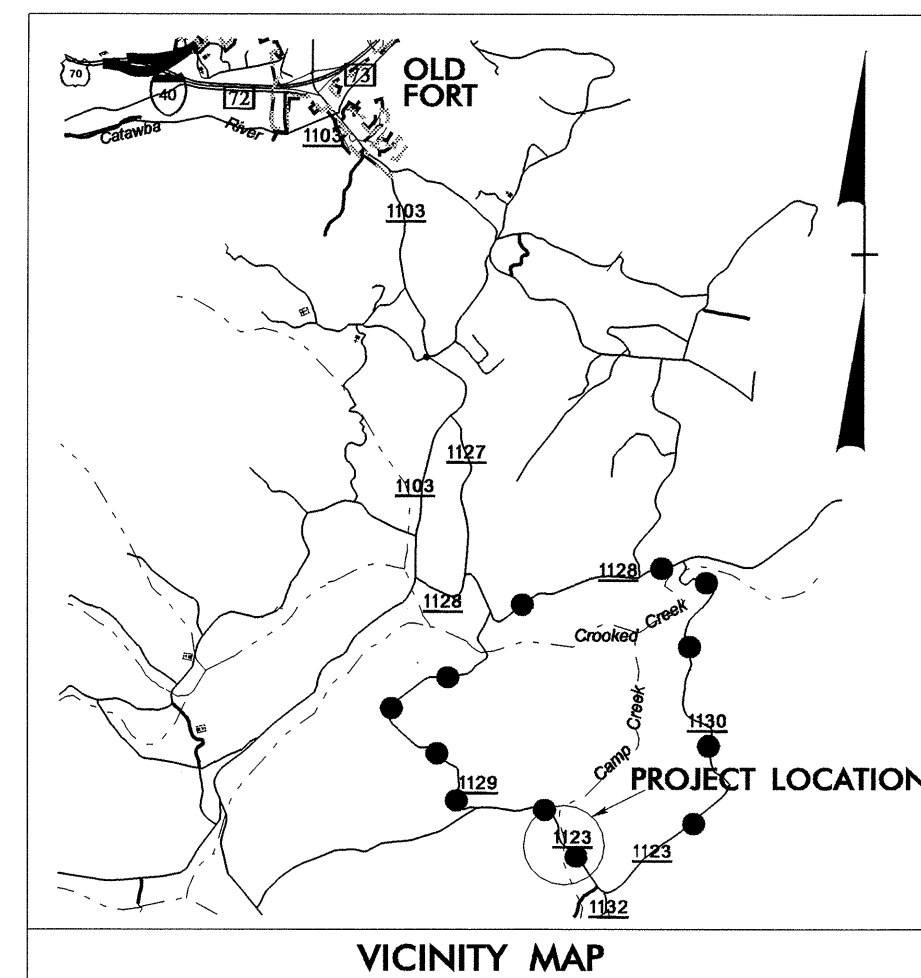 OLD
FORT
70
40
72
73
Catawba River
1103
1103
1127
1103
1128
1128
Crooked Creek
Camp Creek
1130
PROJECT LOCATION
1129
1123
1123
1132
VICINITY MAP